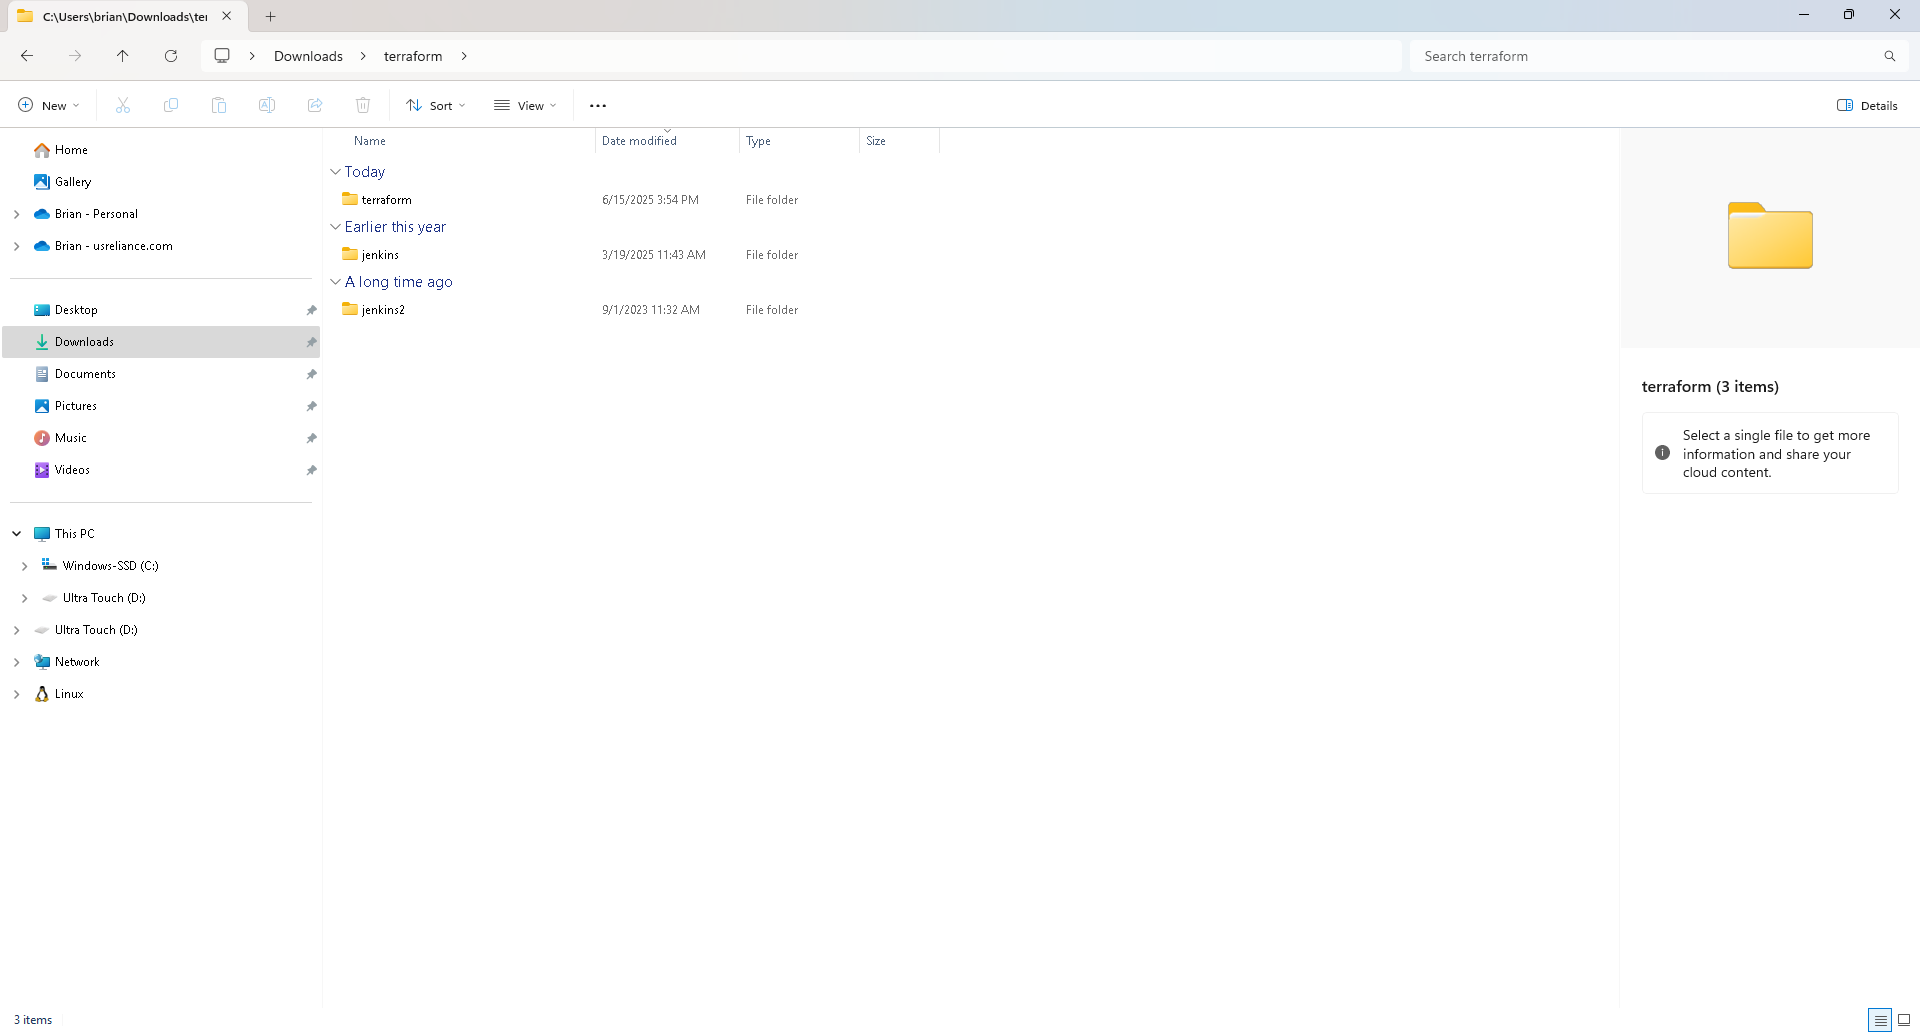 C:\Users\brian\Downloads\ter
Downloads
terraform
Search terraform
New
Sort
View
Details
Name Date modified Type Size
Today
terraform 6/15/2025 3:54 PM File folder
Earlier this year
jenkins 3/19/2025 11:43 AM File folder
A long time ago
jenkins2 9/1/2023 11:32 AM File folder
Home
Gallery
Brian - Personal
Brian - usreliance.com
Desktop
Downloads
Documents
Pictures
Music
Videos
This PC
Windows-SSD (C:)
Ultra Touch (D:)
Ultra Touch (D:)
Network
Linux
terraform (3 items)
Select a single file to get more
information and share your
cloud content.
3 items